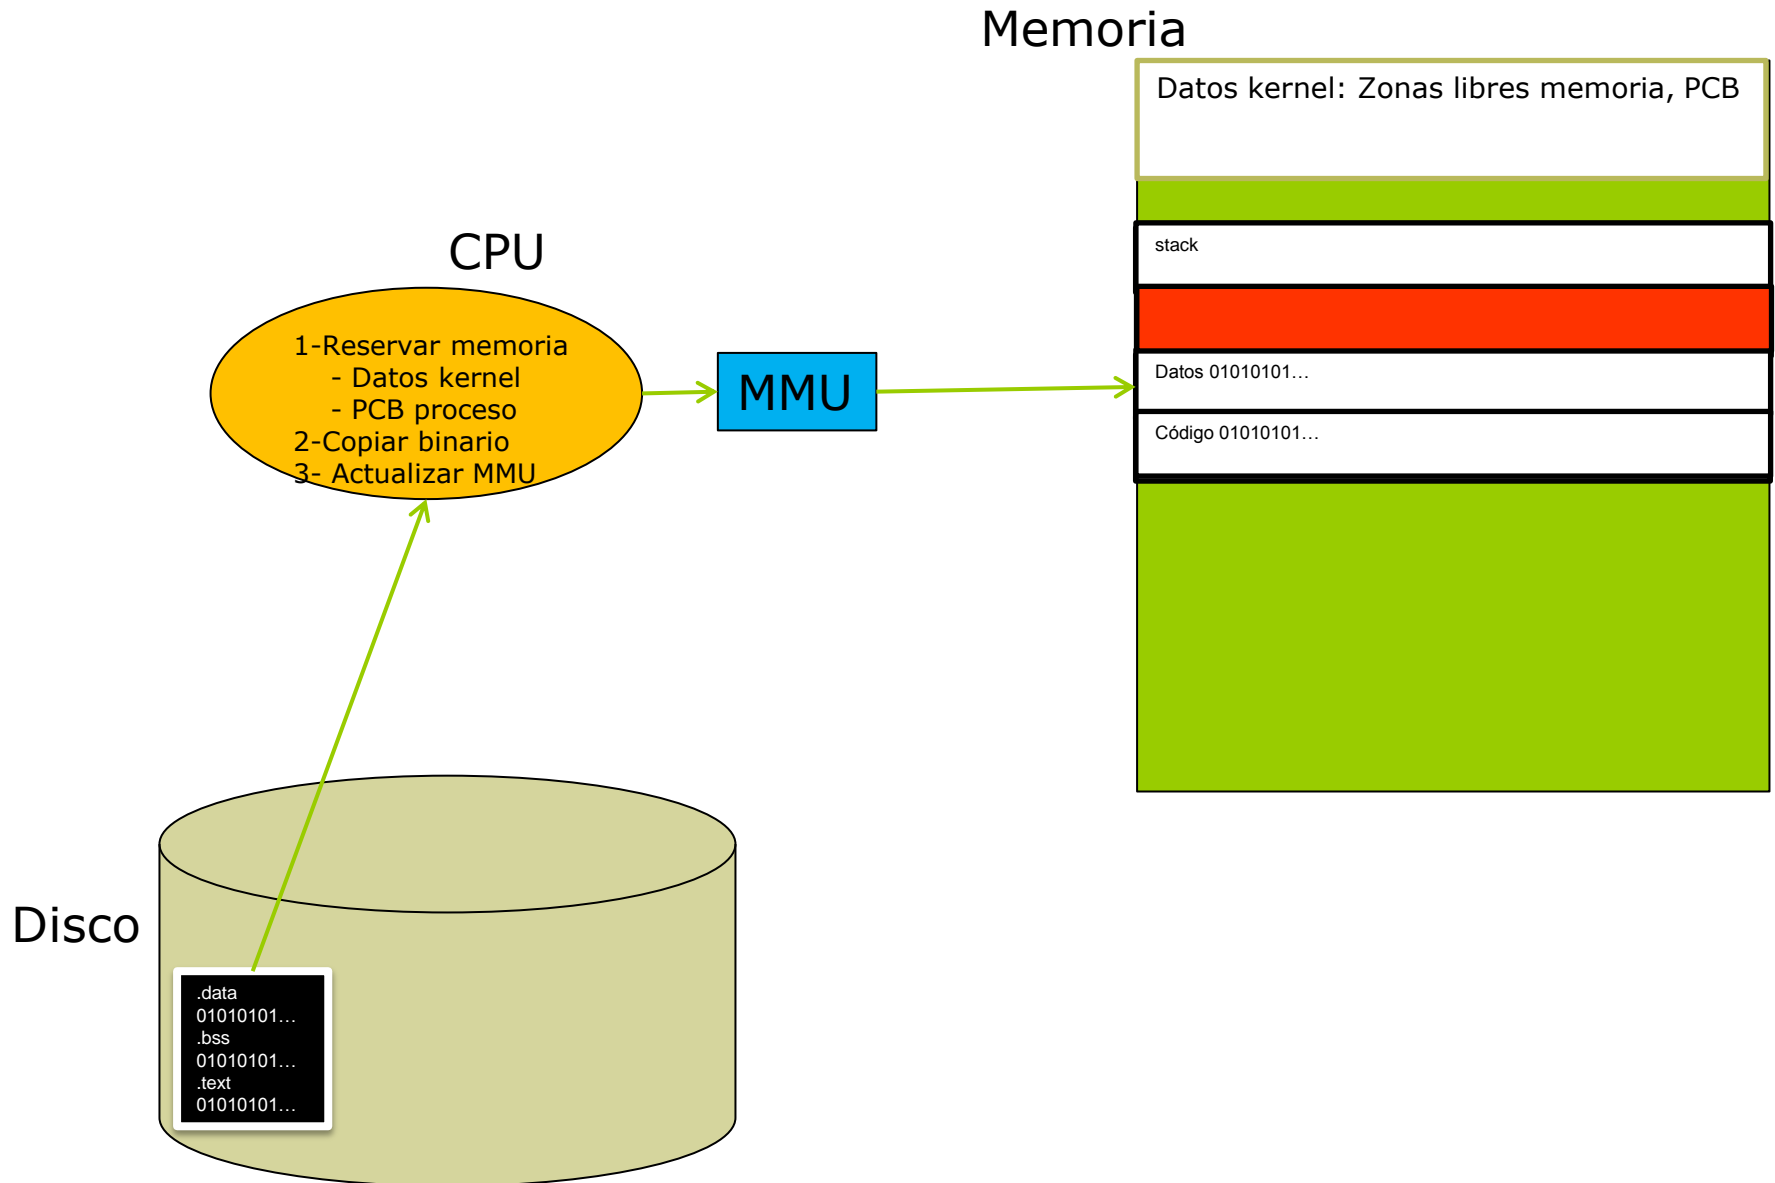 Memoria
Datos kernel: Zonas libres memoria, PCB
stack
Datos 01010101…
Código 01010101…
CPU
1-Reservar memoria
- Datos kernel
- PCB proceso
2-Copiar binario
3- Actualizar MMU
MMU
Disco
.data
01010101…
.bss
01010101…
.text
01010101…